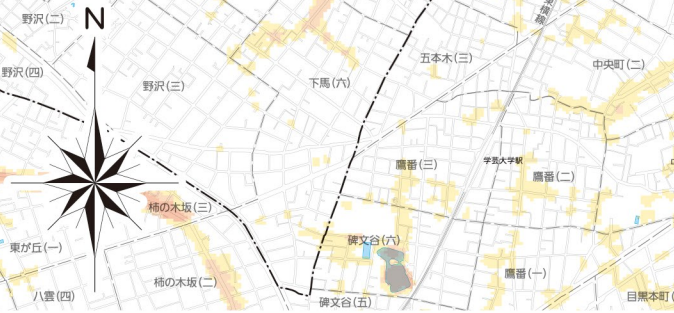 野沢(二)
N
東横線
五本木(三)
中央町(二)
野沢(四)
野沢(三)
下馬(六)
鷹番(三)
学芸大学駅
鷹番(二)
柿の木坂(三)
東が丘(一)
碑文谷(六)
柿の木坂(二)
鷹番(一)
八雲(四)
碑文谷(五)
目黒本町(